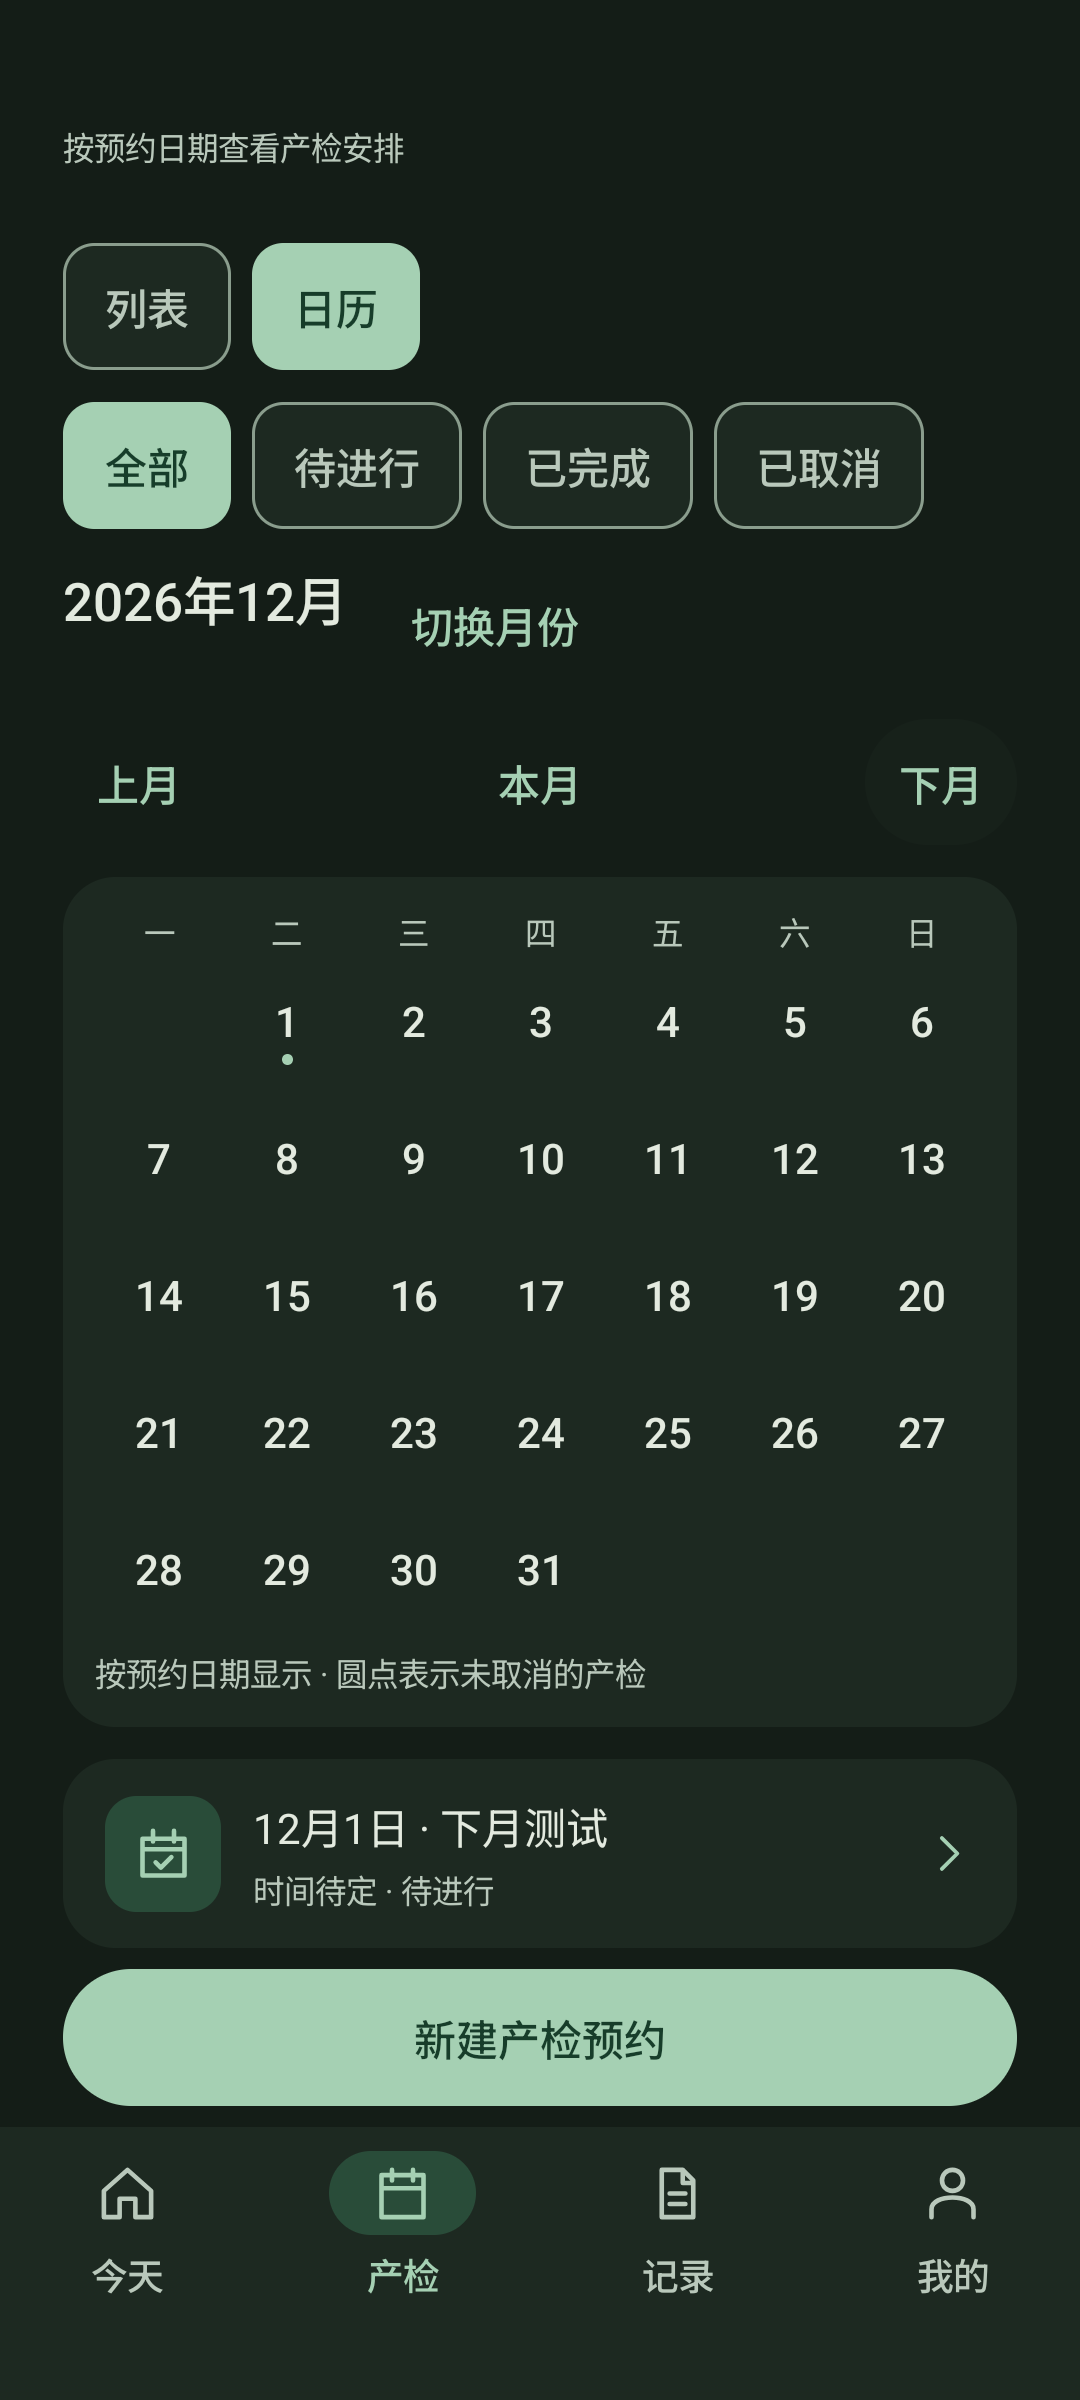 按预约日期查看产检安排
列表 日历
全部 待进行 已完成 已取消
2026年12月 切换月份
上月 本月 下月
一 二 三 四 五 六 日
1 2 3 4 5 6
7 8 9 10 11 12 13
14 15 16 17 18 19 20
21 22 23 24 25 26 27
28 29 30 31
按预约日期显示 · 圆点表示未取消的产检
12月1日 · 下月测试
时间待定 · 待进行
新建产检预约
今天 产检 记录 我的